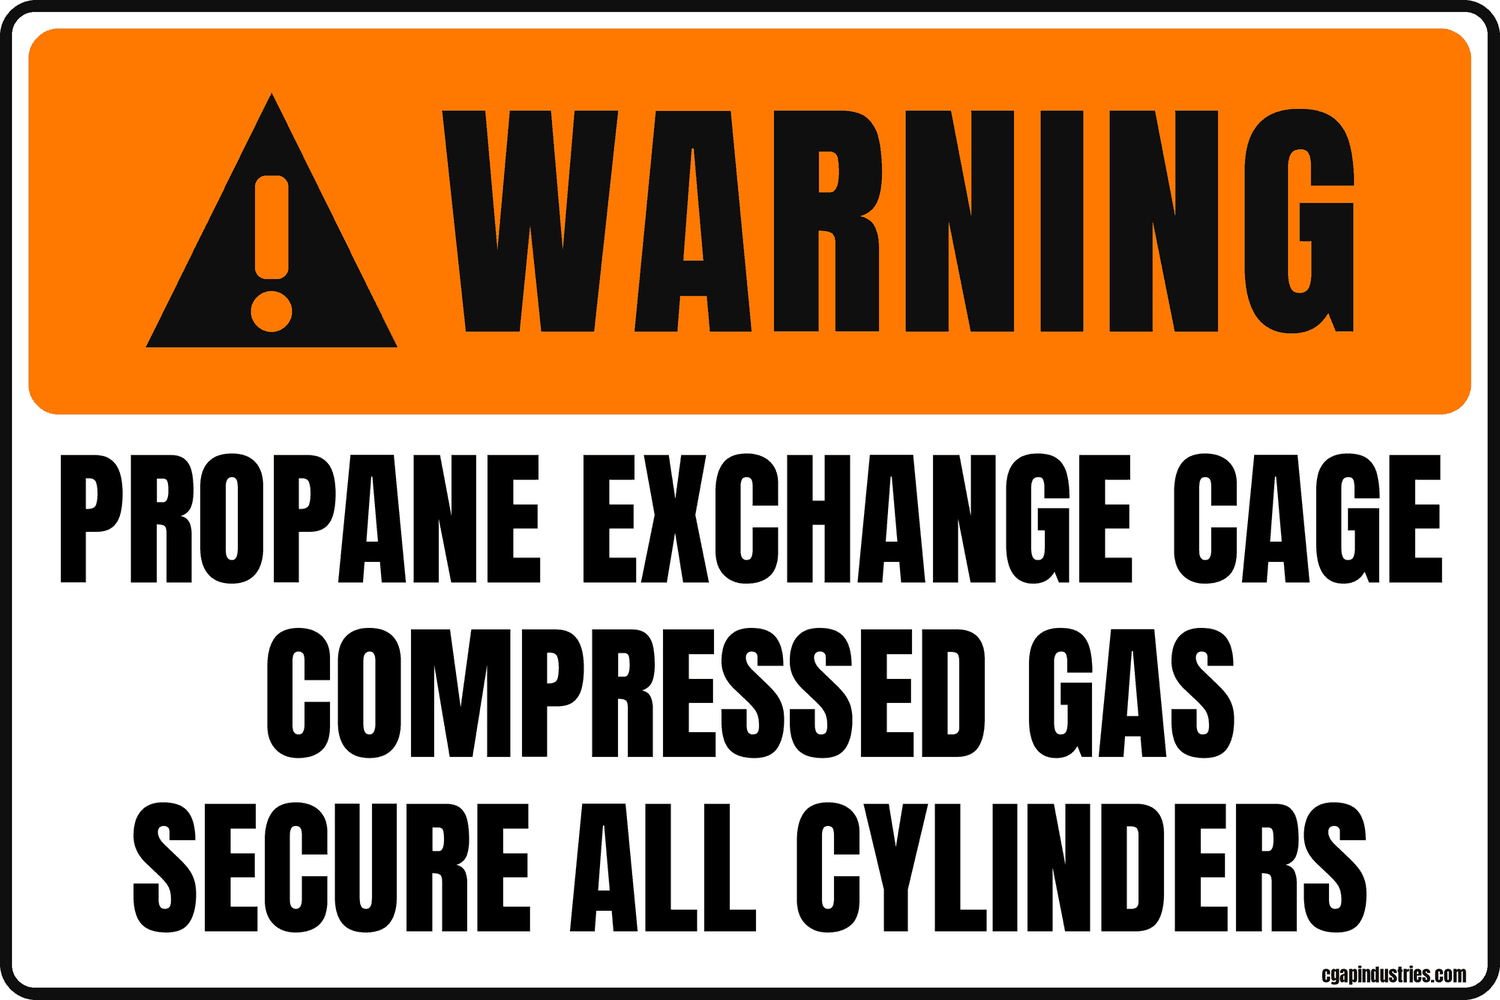 WARNING
PROPANE EXCHANGE CAGE
COMPRESSED GAS
SECURE ALL CYLINDERS
cgapindustries.com